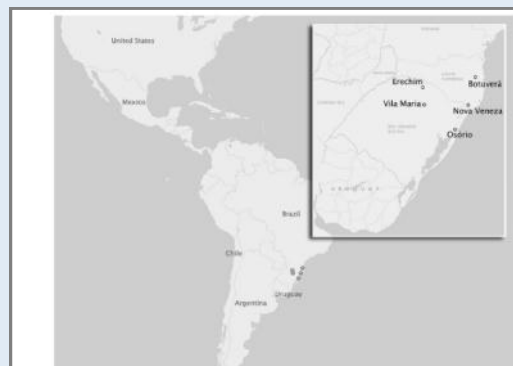 United States
Mexico
Brazil
Chile
Uruguay
Argentina
Erechim
Botuverá
Vila Maria
Nova Veneza
Osório
Uruguay